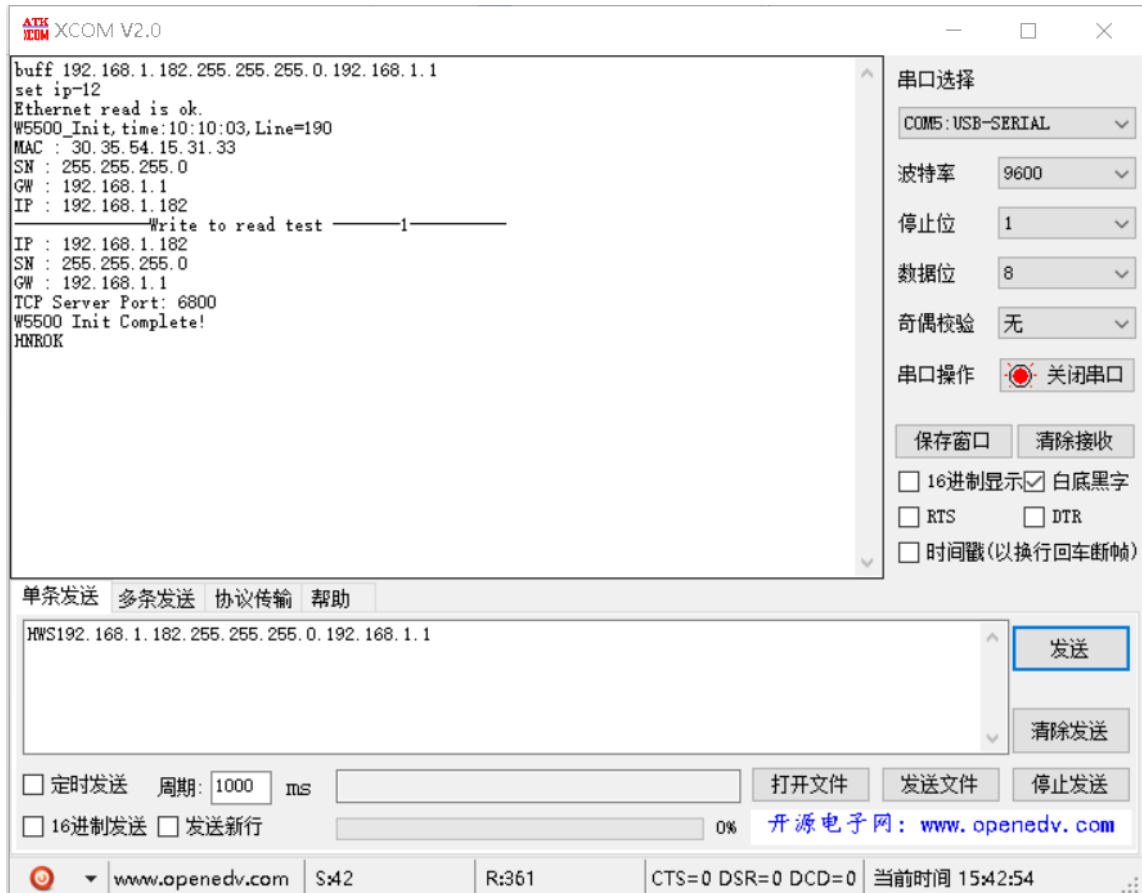 ATK XCOM XCOM V2.0
buff 192.168.1.182.255.255.255.0.192.168.1.1
set ip-12
Ethernet read is ok.
W5500_Init,time:10:10:03,Line=190
MAC : 30.35.54.15.31.33
SN : 255.255.255.0
GW : 192.168.1.1
IP : 192.168.1.182
————————Write to read test ————1——————
IP : 192.168.1.182
SN : 255.255.255.0
GW : 192.168.1.1
TCP Server Port: 6800
W5500 Init Complete!
HNROK
串口选择
COM5:USB-SERIAL
波特率 9600
停止位 1
数据位 8
奇偶校验 无
串口操作 关闭串口
保存窗口 清除接收
16进制显示 白底黑字
RTS DTR
时间戳(以换行回车断帧)
单条发送 多条发送 协议传输 帮助
HWS192.168.1.182.255.255.255.0.192.168.1.1
发送
清除发送
定时发送 周期: 1000 ms 打开文件 发送文件 停止发送
16进制发送 发送新行 0% 开源电子网: www.openedv.com
www.openedv.com S:42 R:361 CTS=0 DSR=0 DCD=0 当前时间 15:42:54